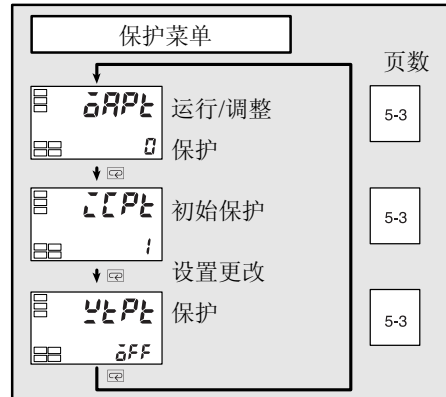 保护菜单
页数
oAPt
运行/调整
0
保护
5-3
iCPt
初始保护
1
5-3
设置更改
WtPt
保护
oFF
5-3